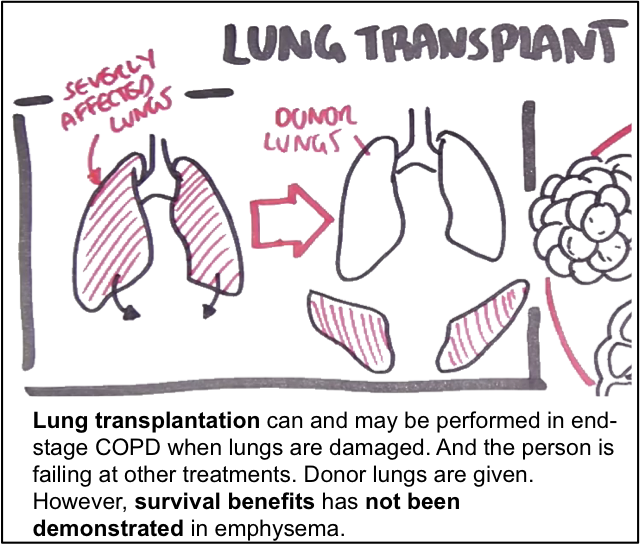 LUNG TRANSPLANT
SEVERLY
AFFECTED
LUNGS
DONOR
LUNGS
Lung transplantation can and may be performed in end-
stage COPD when lungs are damaged. And the person is
failing at other treatments. Donor lungs are given.
However, survival benefits has not been
demonstrated in emphysema.